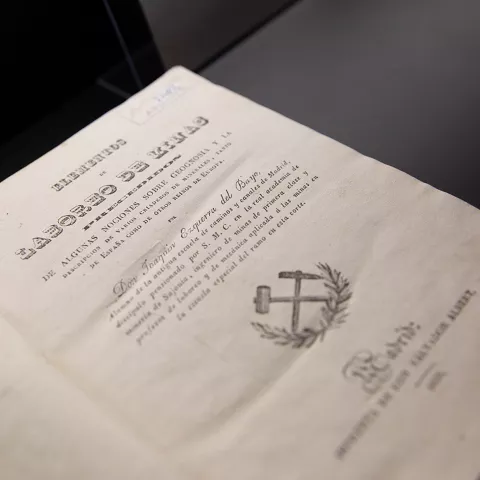 ELEMENTOS
DE
LABOREO DE MINAS
PRECEDIDOS
DE ALGUNAS NOCIONES SOBRE GEOGNOSIA Y LA
DESCRIPCION DE VARIOS CRIADEROS DE MINERALES, TANTO
DE ESPAÑA COMO DE OTROS REINOS DE EUROPA.
POR
Don Joaquin Ezquerra del Bayo,
Alumno de la antigua escuela de caminos y canales de Madrid,
discípulo pensionado por S. M. C. en la real academia de
minería de Sajonia, ingeniero de minas de primera clase y
profesor de laboreo y de mecánica aplicada á las minas en
la escuela especial del ramo en esta corte.
Madrid:
IMPRENTA DE DON SALVADOR ALBERT,